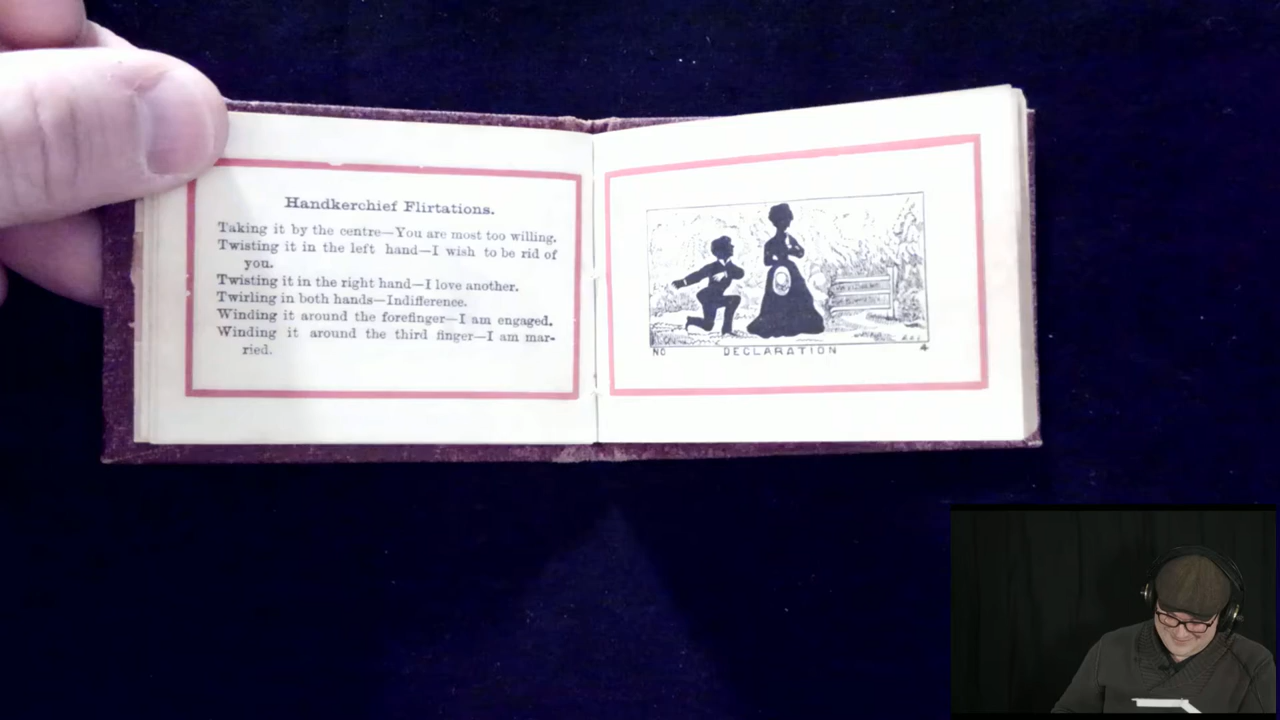 Handkerchief Flirtations.
Taking it by the centre—You are most too willing.
Twisting it in the left hand—I wish to be rid of
you.
Twisting it in the right hand—I love another.
Twirling in both hands—Indifference.
Winding it around the forefinger—I am engaged.
Winding it around the third finger—I am mar-
ried.
NO DECLARATION 4